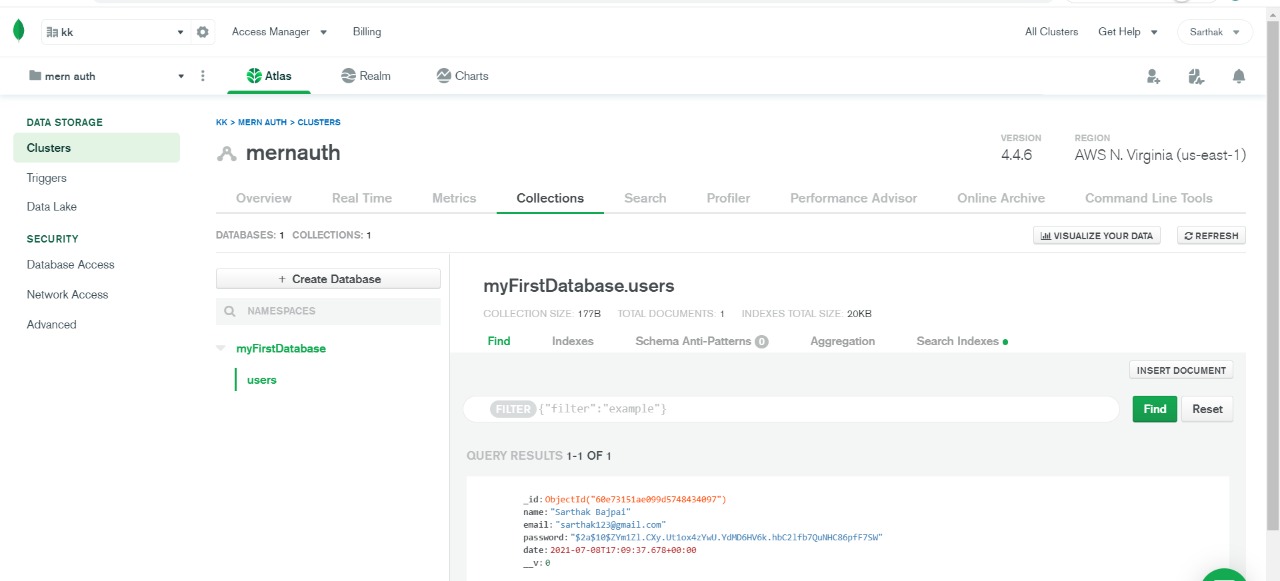 kk
Access Manager
Billing
All Clusters
Get Help
Sarthak
mern auth
Atlas
Realm
Charts
DATA STORAGE
Clusters
Triggers
Data Lake
SECURITY
Database Access
Network Access
Advanced
KK > MERN AUTH > CLUSTERS
mernauth
VERSION
4.4.6
REGION
AWS N. Virginia (us-east-1)
Overview
Real Time
Metrics
Collections
Search
Profiler
Performance Advisor
Online Archive
Command Line Tools
DATABASES: 1 COLLECTIONS: 1
VISUALIZE YOUR DATA
REFRESH
+ Create Database
NAMESPACES
myFirstDatabase
users
myFirstDatabase.users
COLLECTION SIZE: 177B TOTAL DOCUMENTS: 1 INDEXES TOTAL SIZE: 20KB
Find
Indexes
Schema Anti-Patterns 0
Aggregation
Search Indexes
INSERT DOCUMENT
FILTER {"filter":"example"}
Find
Reset
QUERY RESULTS 1-1 OF 1
_id: ObjectId("60e73151ae099d5748434097")
name: "Sarthak Bajpai"
email: "sarthak123@gmail.com"
password: "$2a$10$ZYm1Zl.CXy.Ut1ox4zYwU.YdMD6HV6k.hbC2lfb7QuNHC86pfF7SW"
date: 2021-07-08T17:09:37.678+00:00
__v: 0